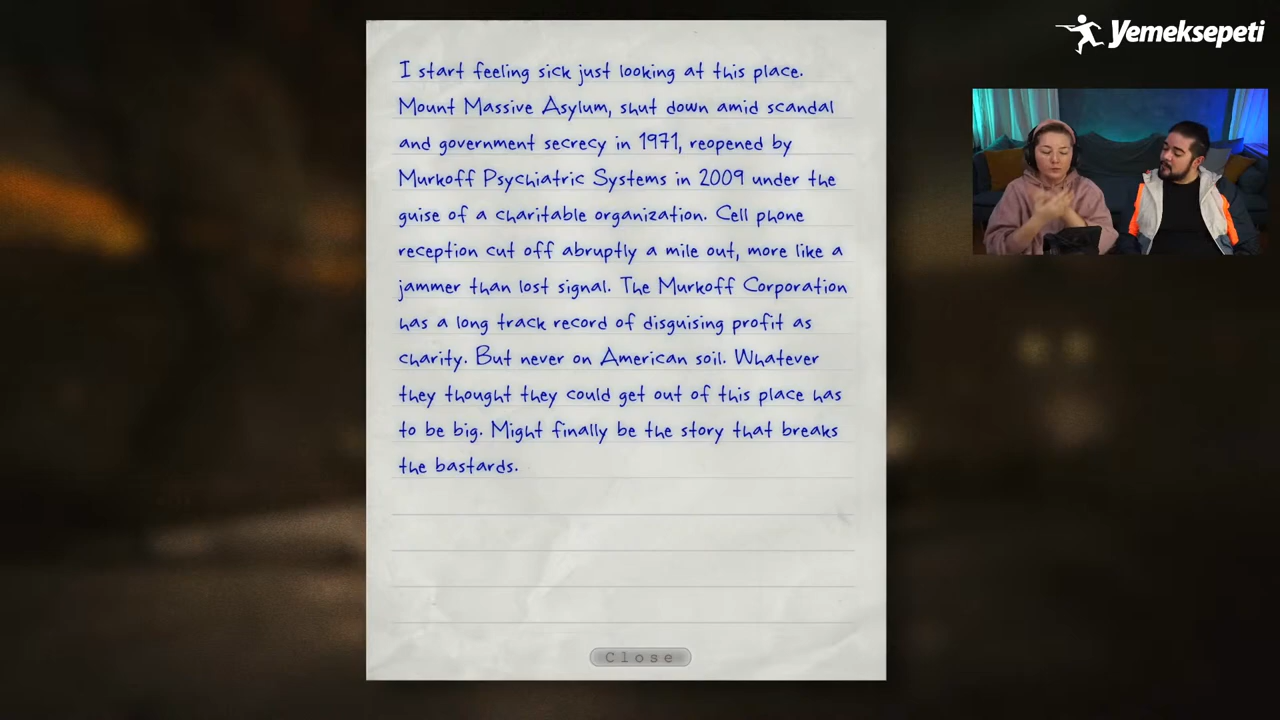 Yemeksepeti
I start feeling sick just looking at this place.
Mount Massive Asylum, shut down amid scandal
and government secrecy in 1971, reopened by
Murkoff Psychiatric Systems in 2009 under the
guise of a charitable organization. Cell phone
reception cut off abruptly a mile out, more like a
jammer than lost signal. The Murkoff Corporation
has a long track record of disguising profit as
charity. But never on American soil. Whatever
they thought they could get out of this place has
to be big. Might finally be the story that breaks
the bastards.
Close